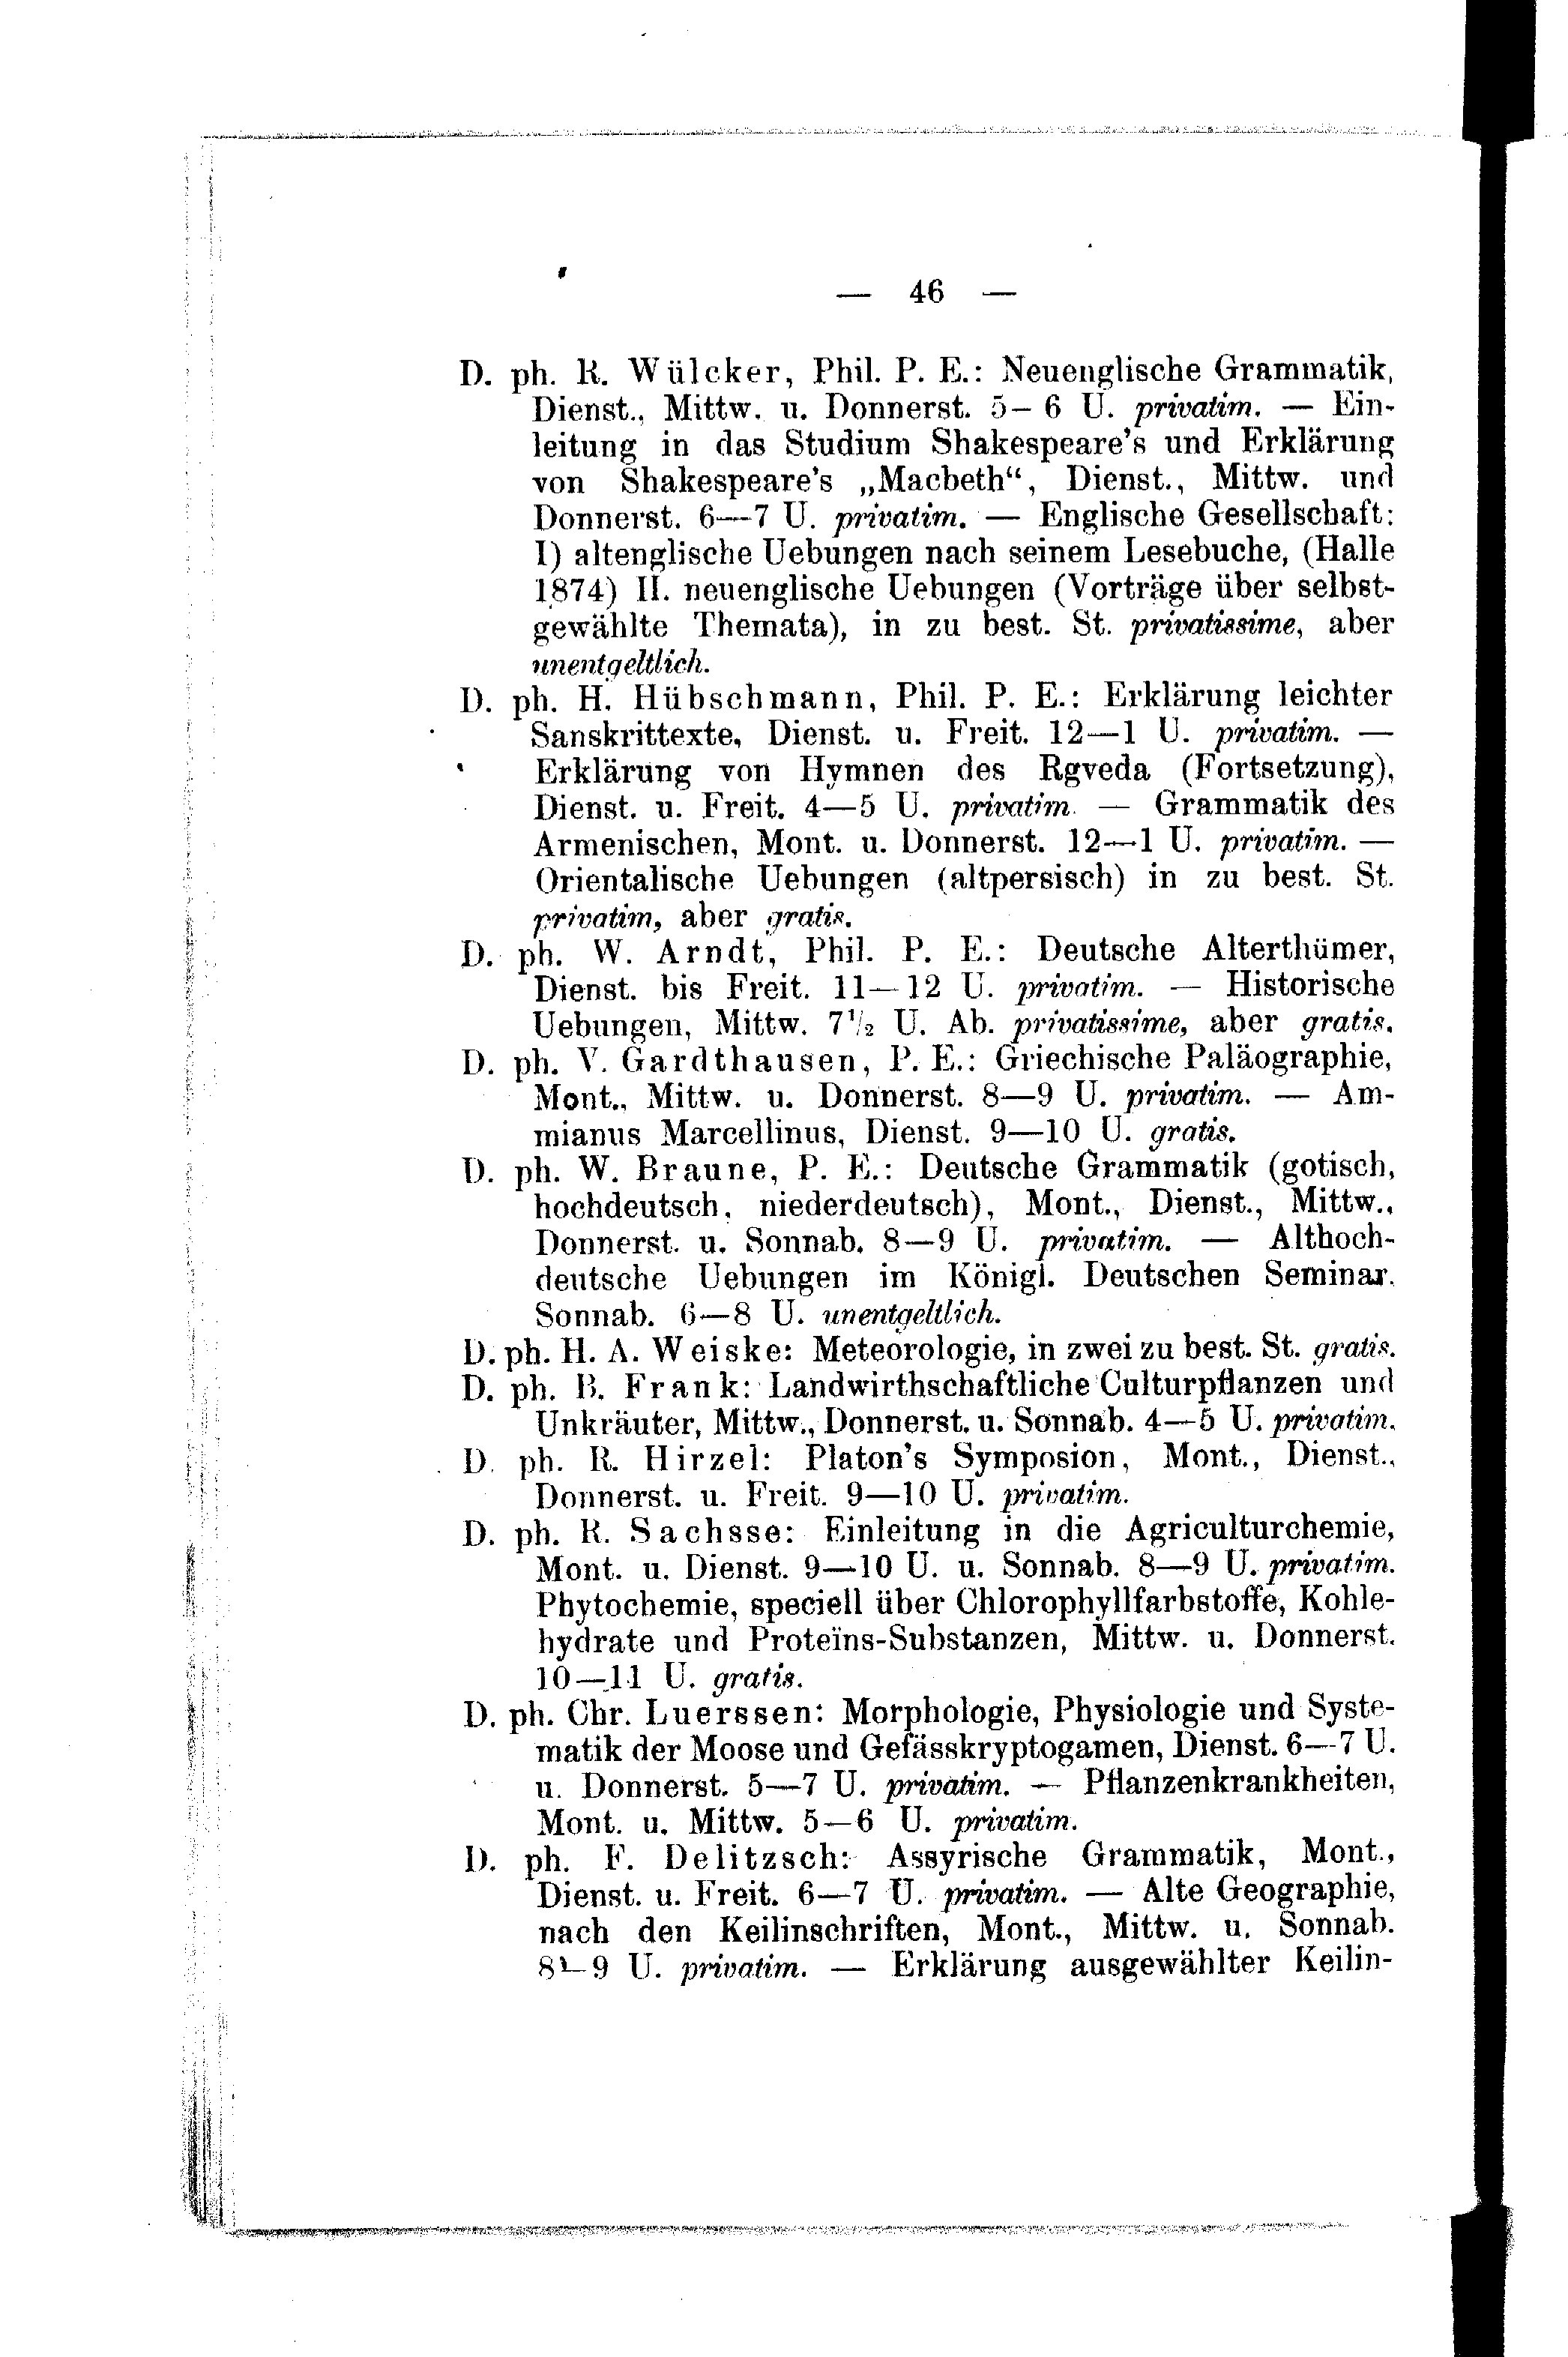 — 46 —
D. ph. R. Wülcker, Phil. P. E.: Neuenglische Grammatik,
Dienst., Mittw. u. Donnerst. 5–6 U. privatim. — Ein-
leitung in das Studium Shakespeare's und Erklärung
von Shakespeare's „Macbeth“, Dienst., Mittw. und
Donnerst. 6—7 U. privatim. — Englische Gesellschaft:
I) altenglische Uebungen nach seinem Lesebuche, (Halle
1874) II. neuenglische Uebungen (Vorträge über selbst-
gewählte Themata), in zu best. St. privatissime, aber
unentgeltlich.
D. ph. H. Hübschmann, Phil. P. E.: Erklärung leichter
Sanskrittexte, Dienst. u. Freit. 12—1 U. privatim. —
Erklärung von Hymnen des Rgveda (Fortsetzung),
Dienst. u. Freit. 4—5 U. privatim. — Grammatik des
Armenischen, Mont. u. Donnerst. 12—1 U. privatim. —
Orientalische Uebungen (altpersisch) in zu best. St.
privatim, aber gratis.
D. ph. W. Arndt, Phil. P. E.: Deutsche Alterthümer,
Dienst. bis Freit. 11—12 U. privatim. — Historische
Uebungen, Mittw. 7½ U. Ab. privatissime, aber gratis.
D. ph. V. Gardthausen, P. E.: Griechische Paläographie,
Mont., Mittw. u. Donnerst. 8—9 U. privatim. — Am-
mianus Marcellinus, Dienst. 9—10 U. gratis.
D. ph. W. Braune, P. E.: Deutsche Grammatik (gotisch,
hochdeutsch, niederdeutsch), Mont., Dienst., Mittw.,
Donnerst. u. Sonnab. 8—9 U. privatim. — Althoch-
deutsche Uebungen im Königl. Deutschen Seminar,
Sonnab. 6—8 U. unentgeltlich.
D. ph. H. A. Weiske: Meteorologie, in zwei zu best. St. gratis.
D. ph. B. Frank: Landwirthschaftliche Culturpflanzen und
Unkräuter, Mittw., Donnerst. u. Sonnab. 4—5 U. privatim.
D. ph. R. Hirzel: Platon's Symposion, Mont., Dienst.,
Donnerst. u. Freit. 9—10 U. privatim.
D. ph. R. Sachsse: Einleitung in die Agriculturchemie,
Mont. u. Dienst. 9—10 U. u. Sonnab. 8—9 U. privatim.
Phytochemie, speciell über Chlorophyllfarbstoffe, Kohle-
hydrate und Proteïns-Substanzen, Mittw. u. Donnerst.
10—11 U. gratis.
D. ph. Chr. Luerssen: Morphologie, Physiologie und Syste-
matik der Moose und Gefässkryptogamen, Dienst. 6—7 U.
u. Donnerst. 5—7 U. privatim. — Pflanzenkrankheiten,
Mont. u. Mittw. 5—6 U. privatim.
D. ph. F. Delitzsch: Assyrische Grammatik, Mont.,
Dienst. u. Freit. 6—7 U. privatim. — Alte Geographie,
nach den Keilinschriften, Mont., Mittw. u. Sonnab.
8—9 U. privatim. — Erklärung ausgewählter Keilin-